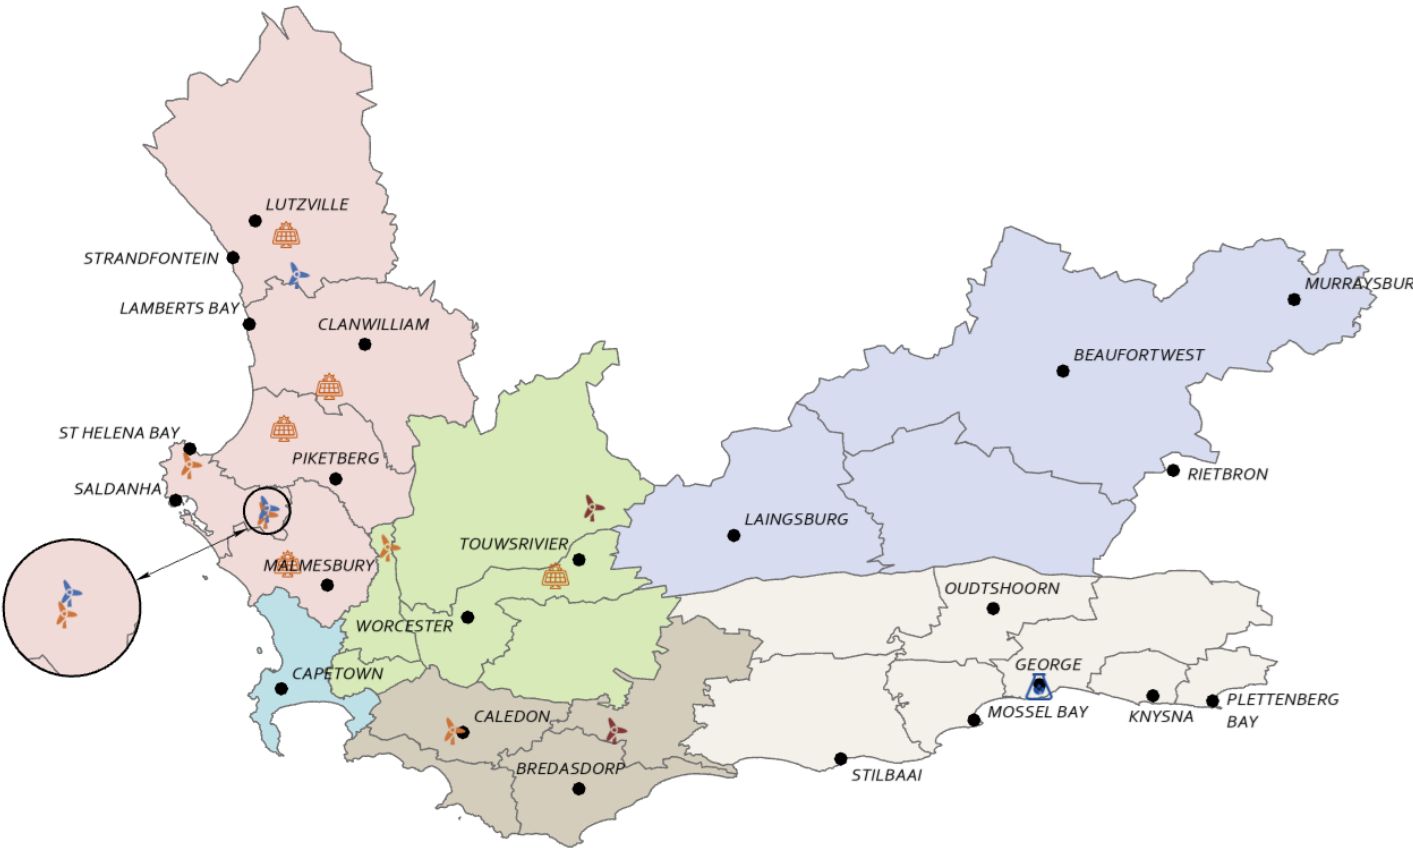 LUTZVILLE
STRANDFONTEIN
MURRAYSBUR
LAMBERTS BAY
CLANWILLIAM
BEAUFORTWEST
ST HELENA BAY
PIKETBERG
RIETBRON
SALDANHA
LAINGSBURG
TOUWSRIVIER
MALMESBURY
OUDTSHOORN
WORCESTER
GEORGE
CAPETOWN
PLETTENBERG
BAY
MOSSEL BAY
KNYSNA
CALEDON
BREDASDORP
STILBAAI